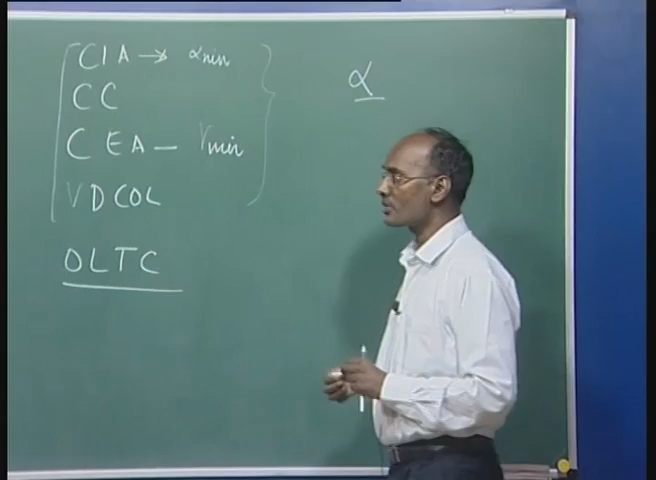 CIA → αmin
α
CC
CEA – γmin
VDCOL
OLTC